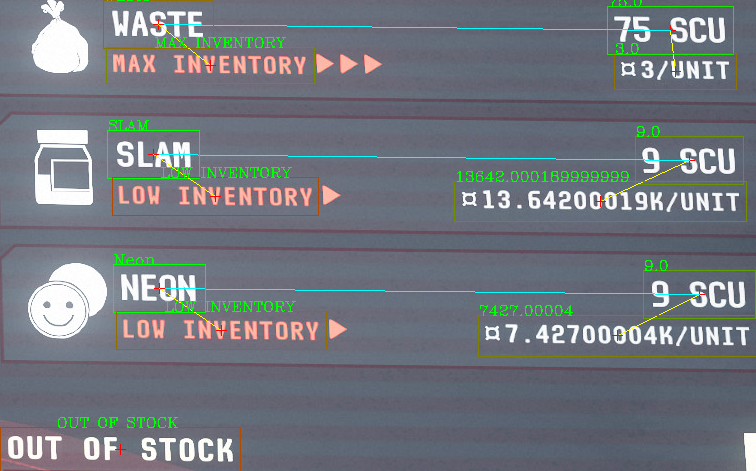 75.0
WASTE 75 SCU
MAX INVENTORY 3.0
MAX INVENTORY ¤3/UNIT
SLAM 9.0
SLAM 9 SCU
LOW INVENTORY 13642.000189999999
LOW INVENTORY ¤13.64200019K/UNIT
Neon 9.0
NEON 9 SCU
LOW INVENTORY 7427.00004
LOW INVENTORY ¤7.42700004K/UNIT
OUT OF STOCK
OUT OF STOCK